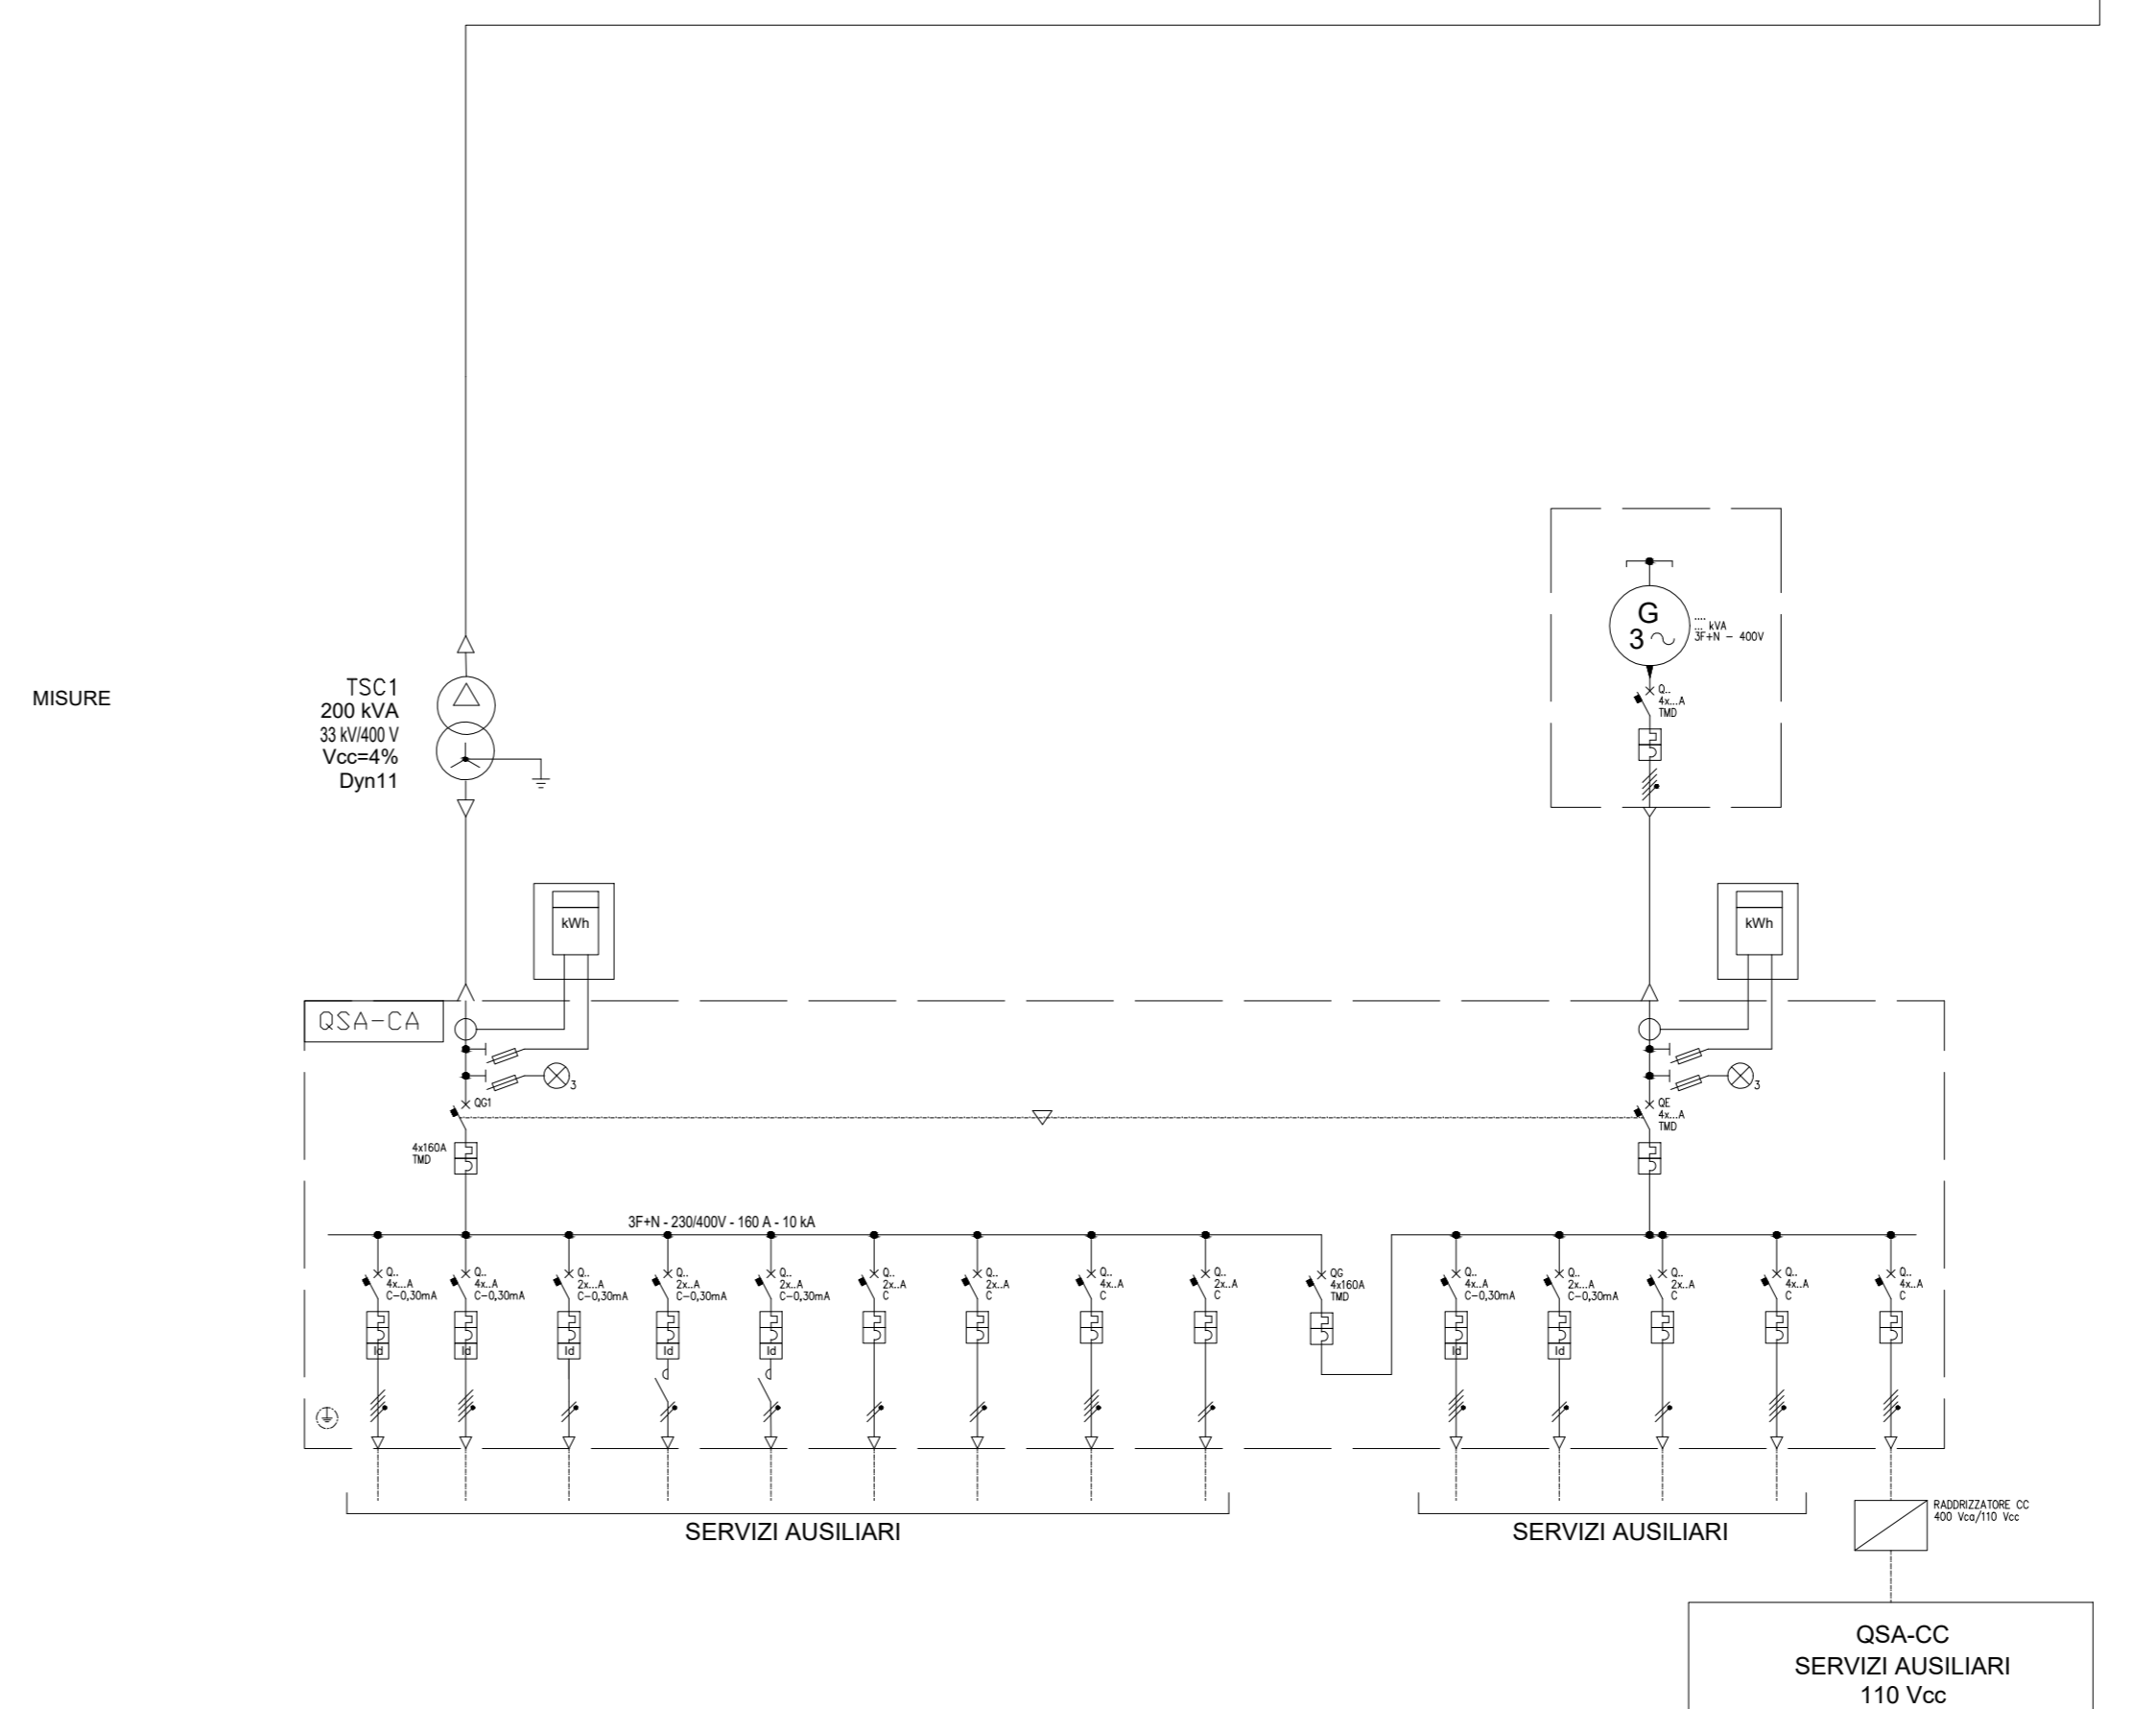 G
3
....
... kVA
3F+N - 400V
Q..
4x...A
TMD
MISURE
TSC1
200 kVA
33 kV/400 V
Vcc=4%
Dyn11
kWh
kWh
QSA-CA
3
3
QG1
4x160A
TMD
QE
4x...A
TMD
3F+N - 230/400V - 160 A - 10 kA
Q..
4x...A
C-0,30mA
Id
Q..
4x..A
C-0,30mA
Id
Q..
2x...A
C-0,30mA
Id
Q..
2x..A
C-0,30mA
Id
Q..
2x..A
C-0,30mA
Id
Q..
2x..A
C
Q..
2x..A
C
Q..
4x..A
C
Q..
2x..A
C
QG
4x160A
TMD
Q..
4x..A
C-0,30mA
Id
Q..
2x...A
C-0,30mA
Id
Q..
2x..A
C
Q..
4x..A
C
Q..
4x..A
C
SERVIZI AUSILIARI
SERVIZI AUSILIARI
RADDRIZZATORE CC
400 Vca/110 Vcc
QSA-CC
SERVIZI AUSILIARI
110 Vcc